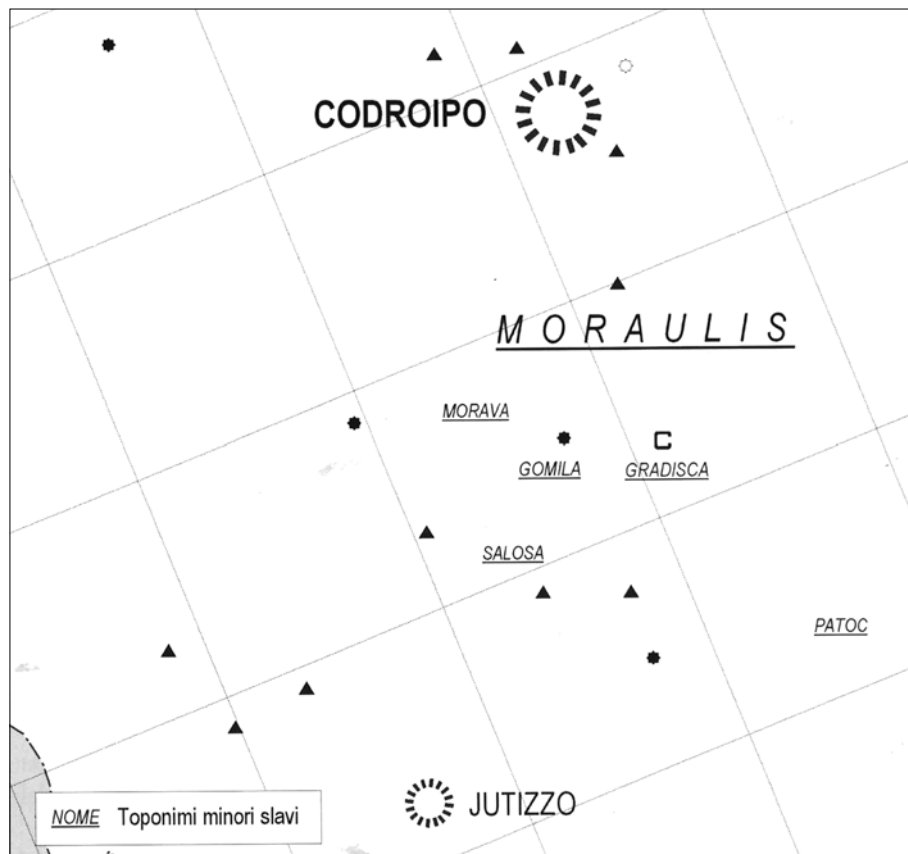 CODROIPO
MORAULIS
MORAVA
GOMILA
GRADISCA
SALOSA
PATOC
JUTIZZO
NOME Toponimi minori slavi